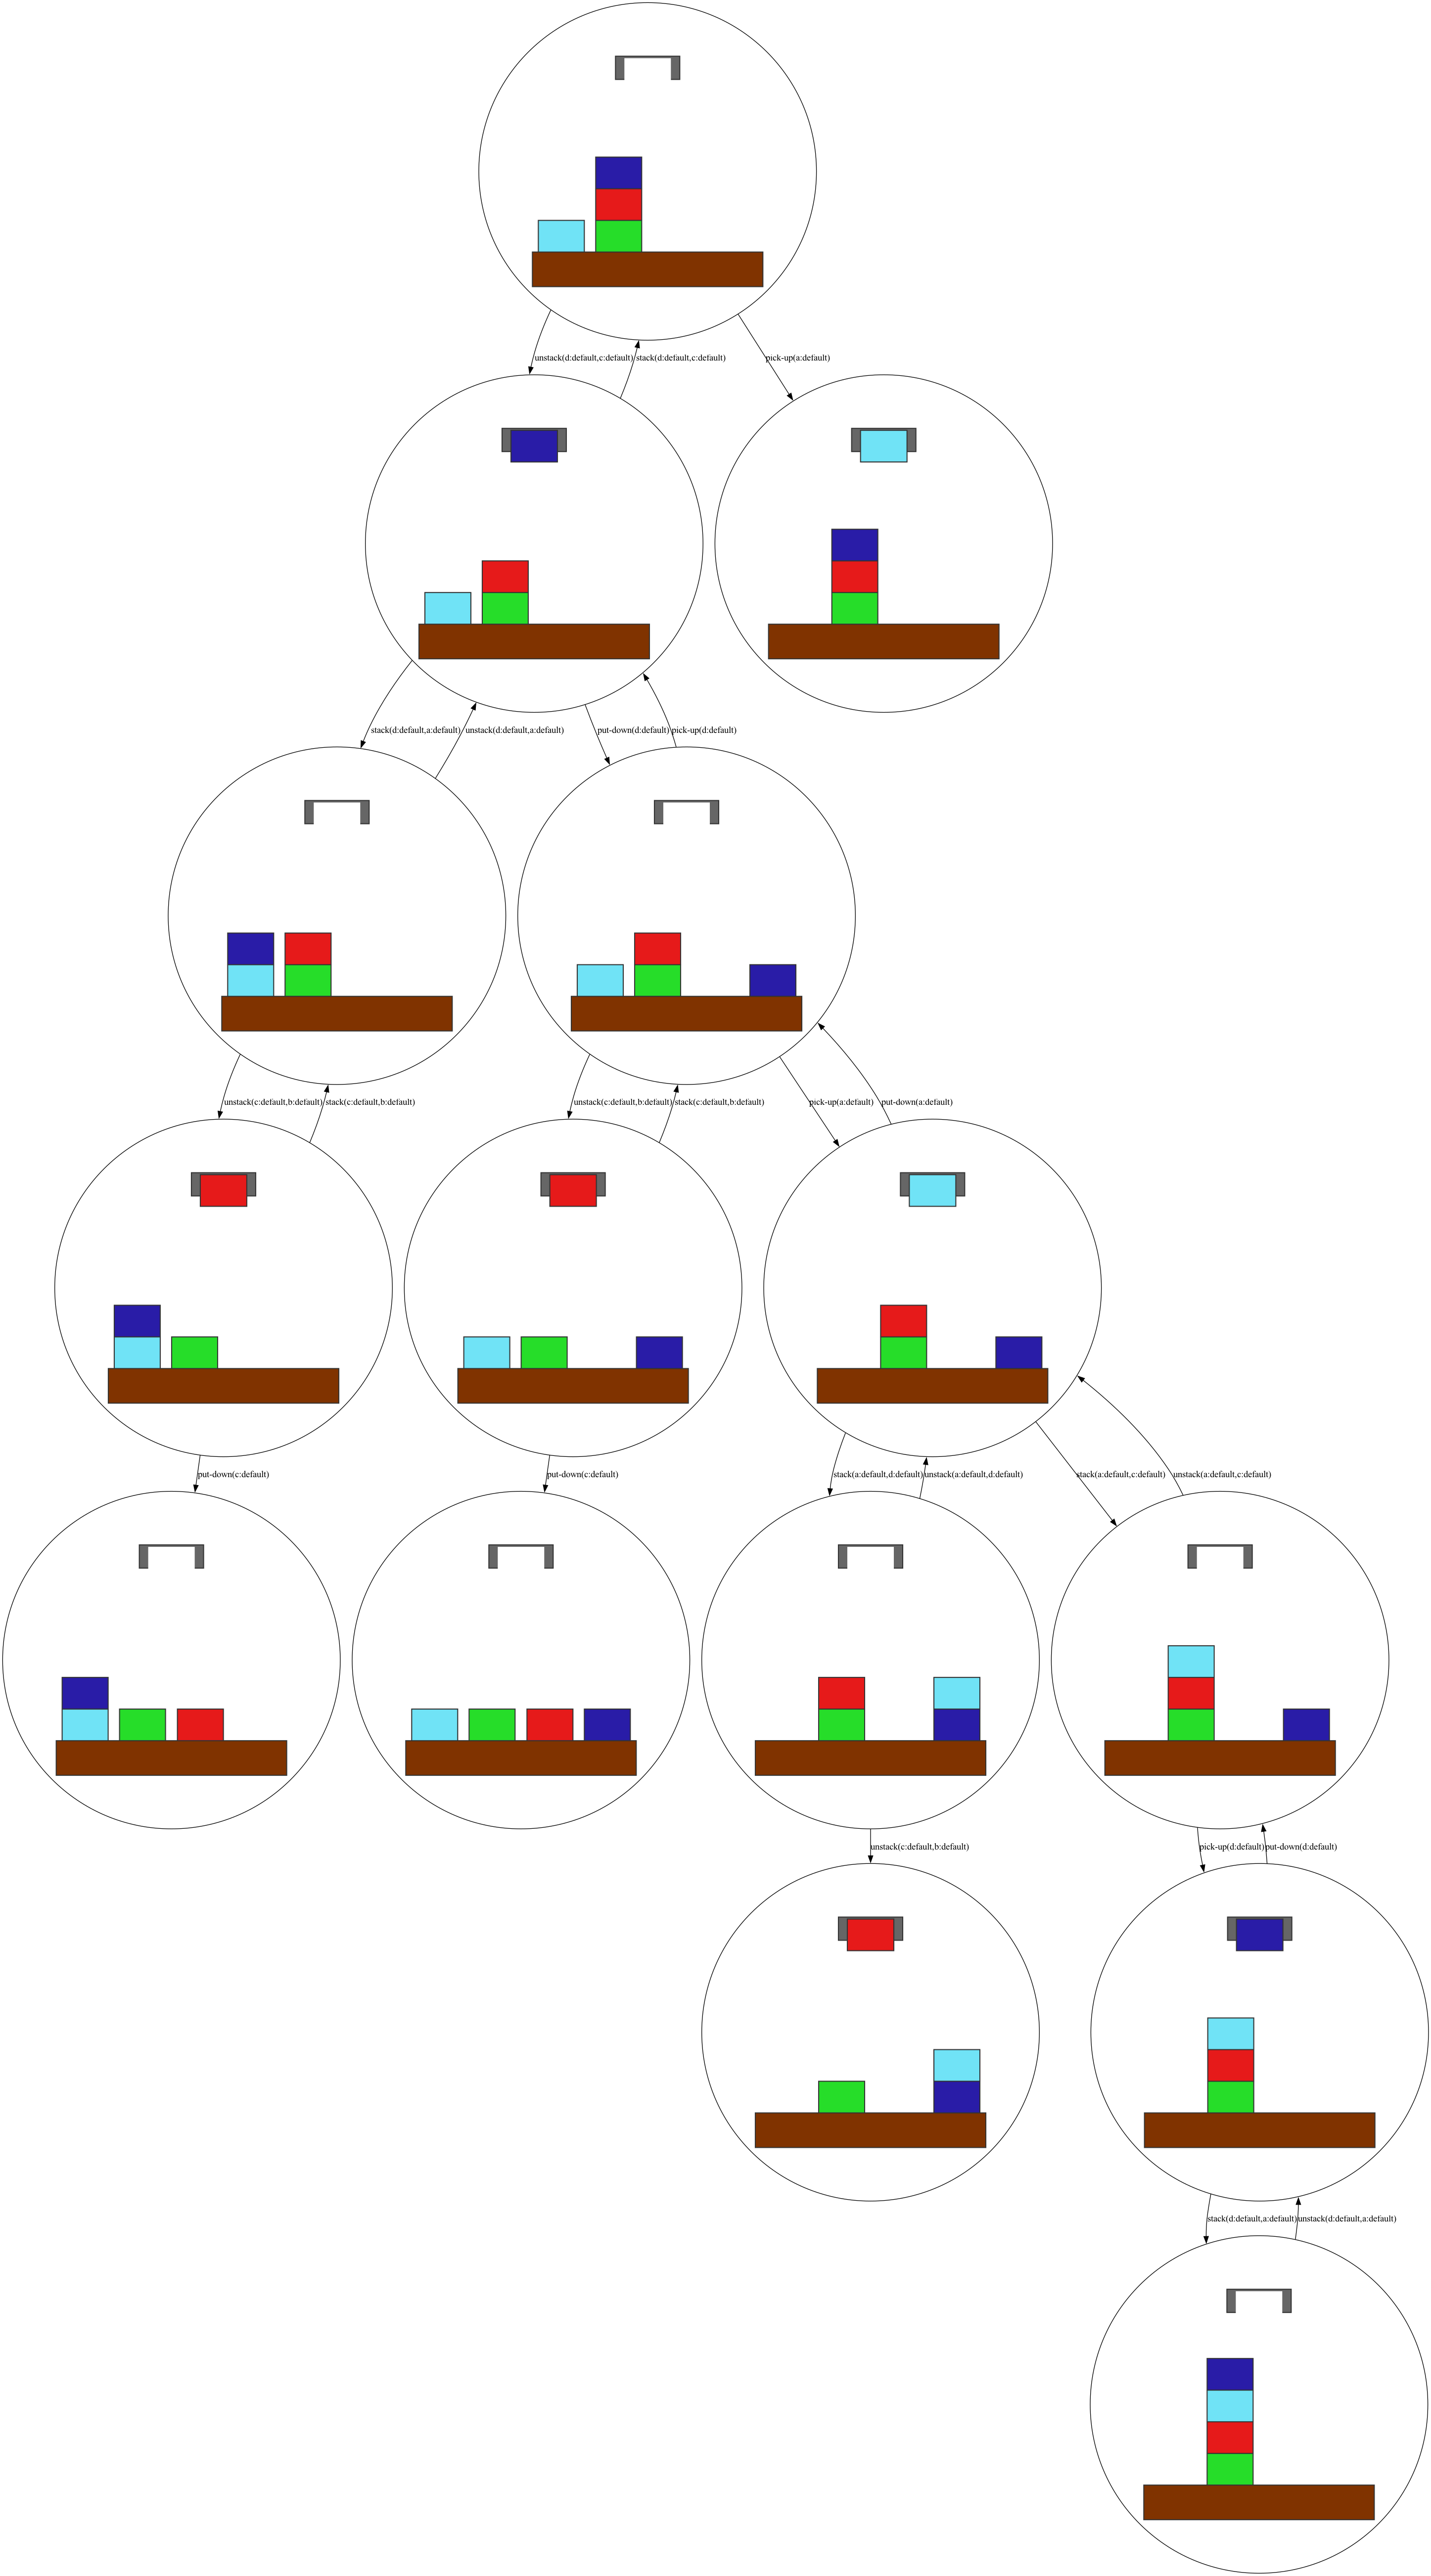 unstack(d:default,c:default)
stack(d:default,c:default)
pick-up(a:default)
stack(d:default,a:default)
unstack(d:default,a:default)
put-down(d:default)
pick-up(d:default)
unstack(c:default,b:default)
stack(c:default,b:default)
unstack(c:default,b:default)
stack(c:default,b:default)
pick-up(a:default)
put-down(a:default)
put-down(c:default)
put-down(c:default)
stack(a:default,d:default)
unstack(a:default,d:default)
stack(a:default,c:default)
unstack(a:default,c:default)
unstack(c:default,b:default)
pick-up(d:default)
put-down(d:default)
stack(d:default,a:default)
unstack(d:default,a:default)